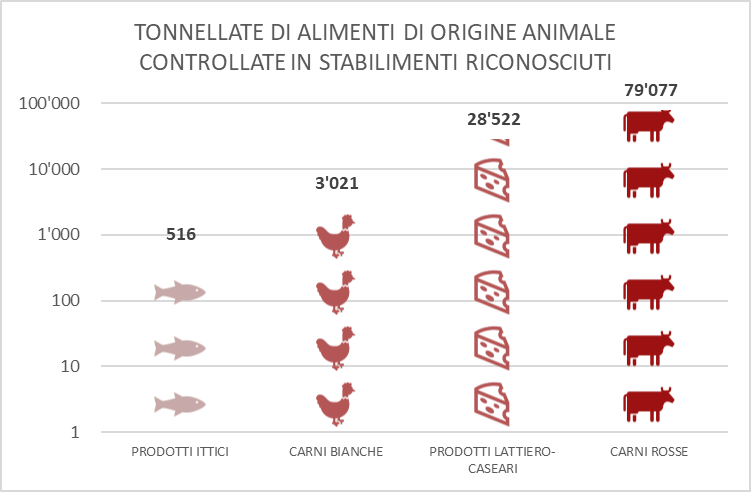 TONNELLATE DI ALIMENTI DI ORIGINE ANIMALE
CONTROLLATE IN STABILIMENTI RICONOSCIUTI
79'077
100'000
28'522
10'000
3'021
1'000
516
100
10
1
PRODOTTI ITTICI
CARNI BIANCHE
PRODOTTI LATTIERO-
CASEARI
CARNI ROSSE